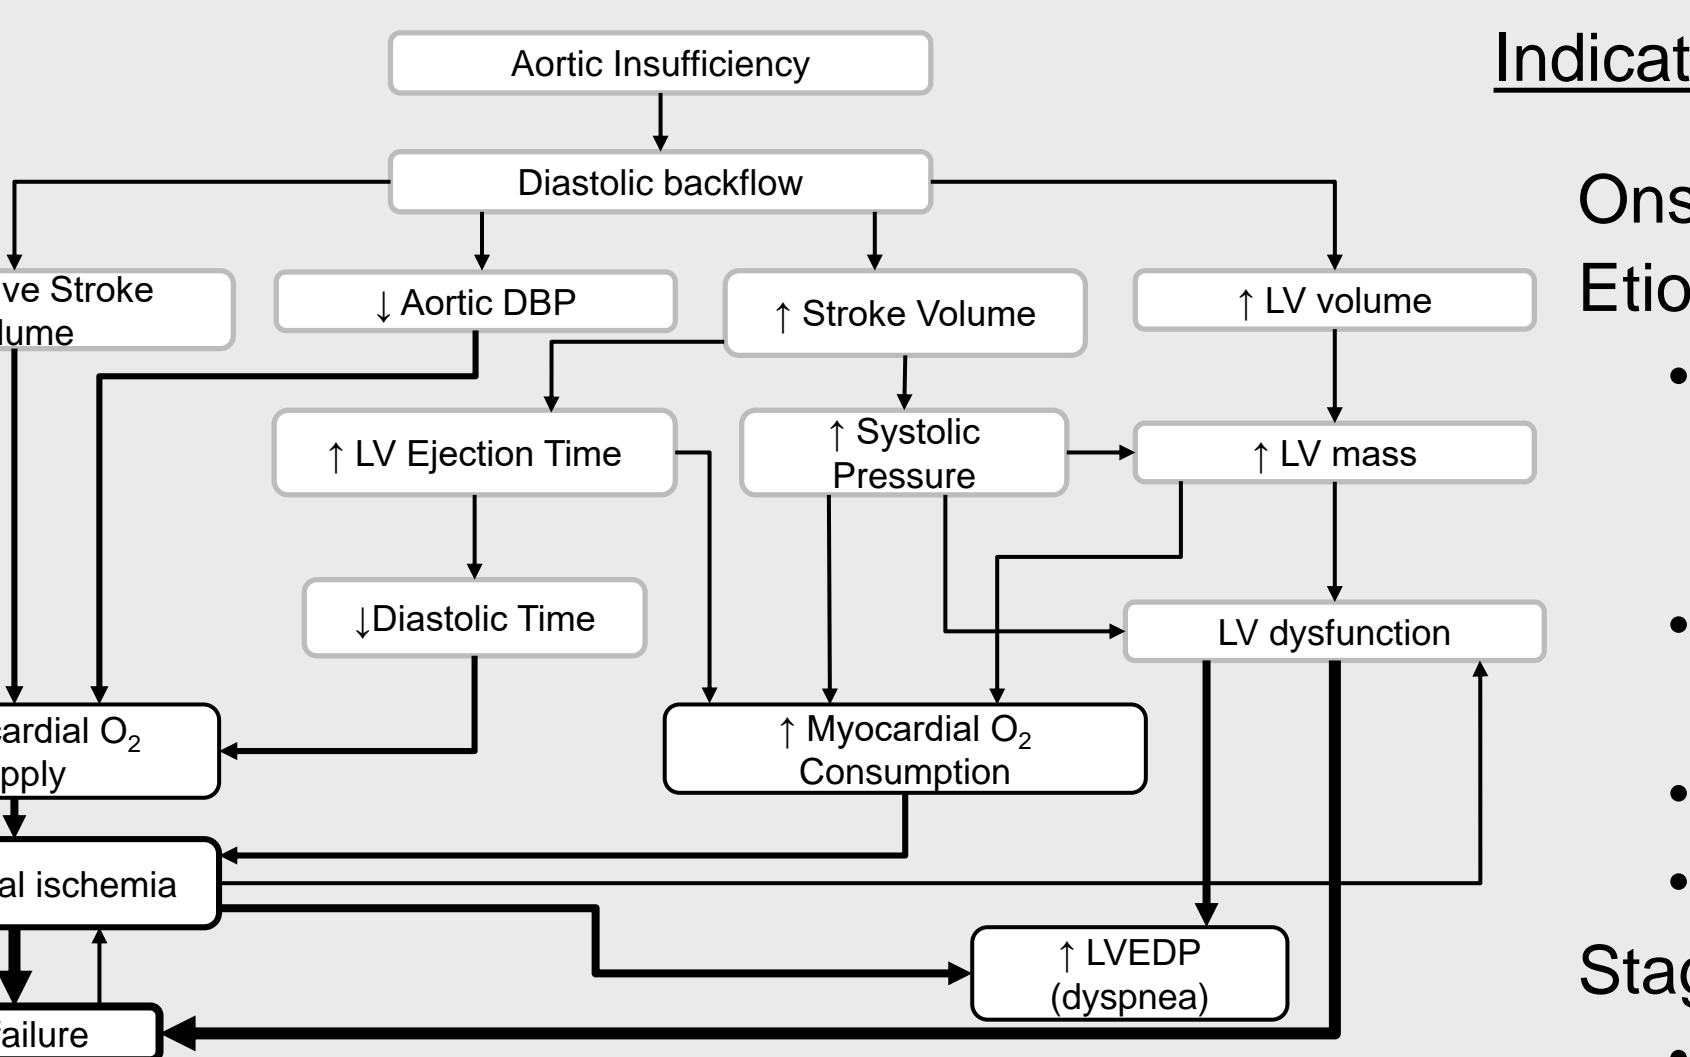 Aortic Insufficiency
Diastolic backflow
ve Stroke
lume
↓ Aortic DBP
↑ Stroke Volume
↑ LV volume
↑ LV Ejection Time
↑ Systolic
Pressure
↑ LV mass
↓Diastolic Time
LV dysfunction
cardial O₂
pply
↑ Myocardial O₂
Consumption
al ischemia
↑ LVEDP
(dyspnea)
failure
Indicat
Ons
Etio
•
•
•
•
Stag
•